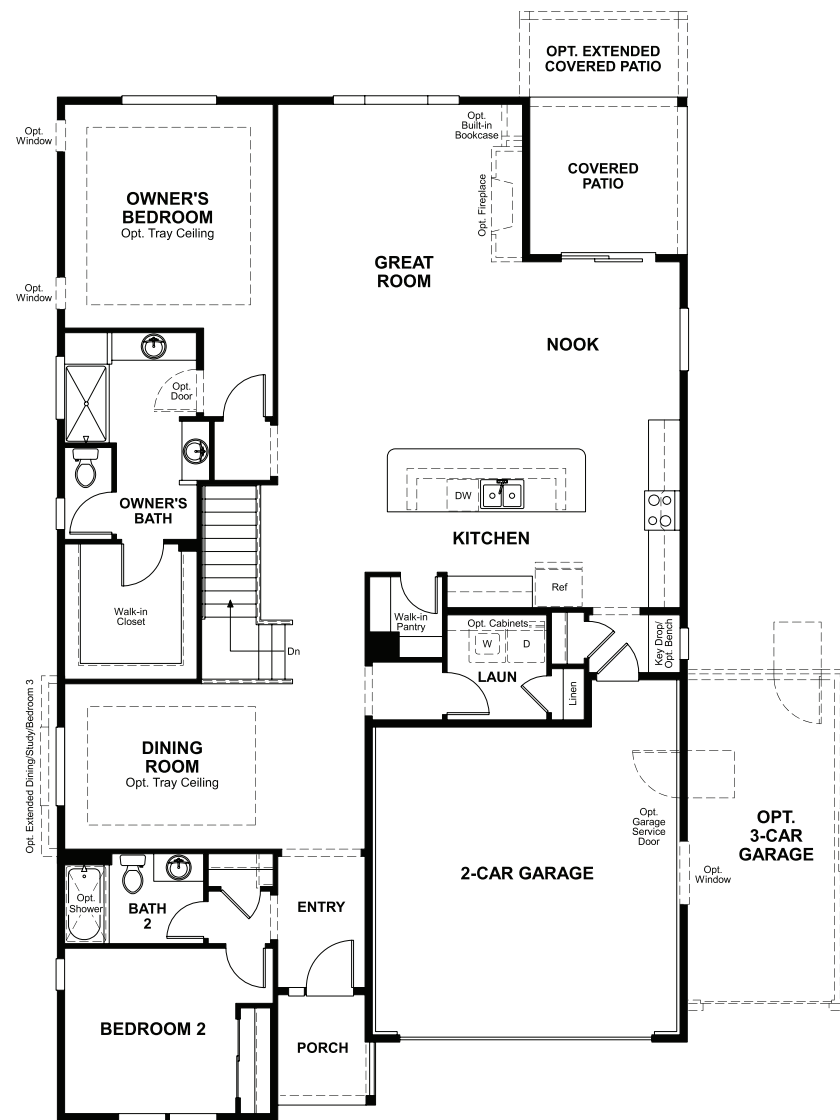 OPT. EXTENDED
COVERED PATIO
Opt.
Window
Opt.
Built-in
Bookcase
COVERED
PATIO
OWNER'S
BEDROOM
Opt. Tray Ceiling
Opt. Fireplace
GREAT
ROOM
Opt.
Window
NOOK
Opt.
Door
OWNER'S
BATH
DW
KITCHEN
Ref
Walk-in
Closet
Walk-in
Pantry
Opt. Cabinets
W
D
Key Drop/
Opt. Bench
Dn
LAUN
Linen
Opt. Extended Dining/Study/Bedroom 3
DINING
ROOM
Opt. Tray Ceiling
Opt.
Garage
Service
Door
OPT.
3-CAR
GARAGE
2-CAR GARAGE
Opt.
Window
Opt.
Shower
BATH
2
ENTRY
BEDROOM 2
PORCH